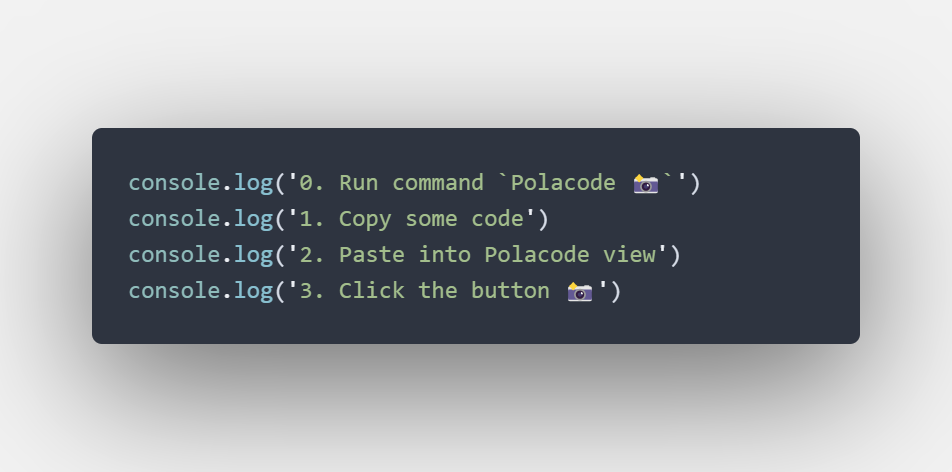 console.log('0. Run command `Polacode 📸`')
console.log('1. Copy some code')
console.log('2. Paste into Polacode view')
console.log('3. Click the button 📸')